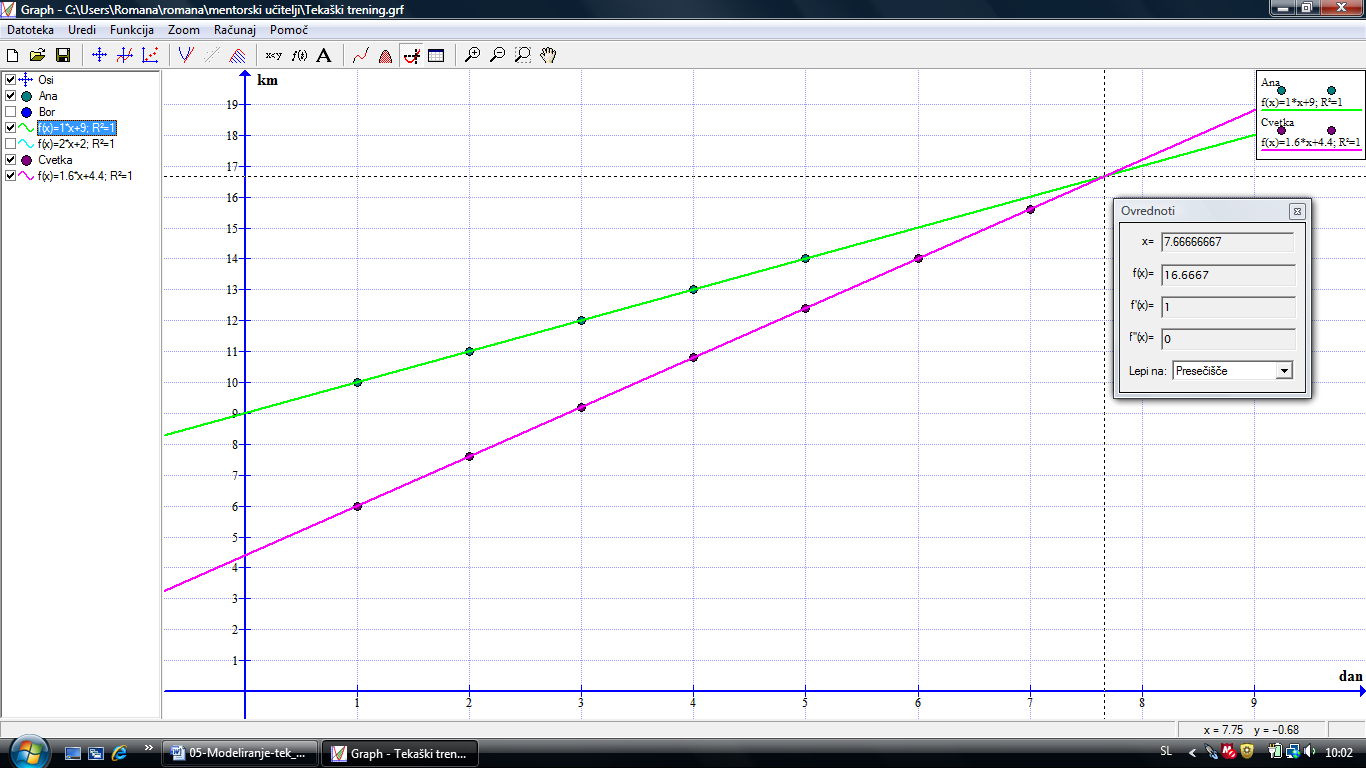 Graph - C:\Users\Romana\romana\mentorski učitelji\Tekaški trening.grf
Datoteka Uredi Funkcija Zoom Računaj Pomoč
Osi
Ana
Bor
f(x)=1*x+9; R²=1
f(x)=2*x+2; R²=1
Cvetka
f(x)=1.6*x+4.4; R²=1
km
19
18
17
16
15
14
13
12
11
10
9
8
7
6
5
4
3
2
1
1 2 3 4 5 6 7 8 9
dan
Ana
f(x)=1*x+9; R²=1
Cvetka
f(x)=1.6*x+4.4; R²=1
Ovrednoti
x= 7.66666667
f(x)= 16.6667
f'(x)= 1
f''(x)= 0
Lepi na: Presečišče
x = 7.75 y = -0.68
05-Modeliranje-tek_...
Graph - Tekaški tren...
SL
10:02